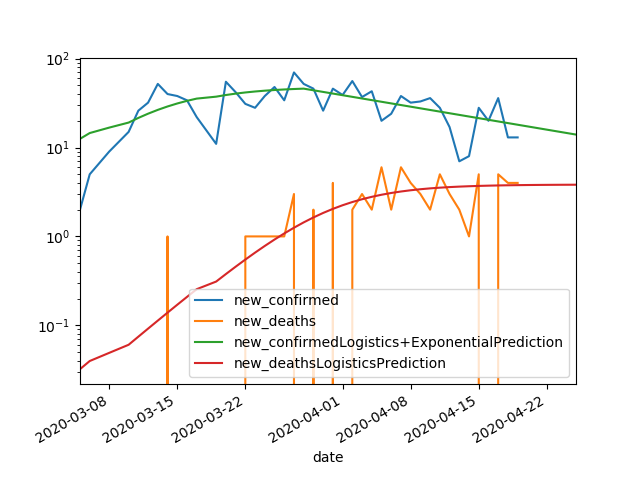 10²
10¹
10⁰
10⁻¹
new_confirmed
new_deaths
new_confirmedLogistics+ExponentialPrediction
new_deathsLogisticsPrediction
2020-03-08
2020-03-15
2020-03-22
2020-04-01
2020-04-08
2020-04-15
2020-04-22
date